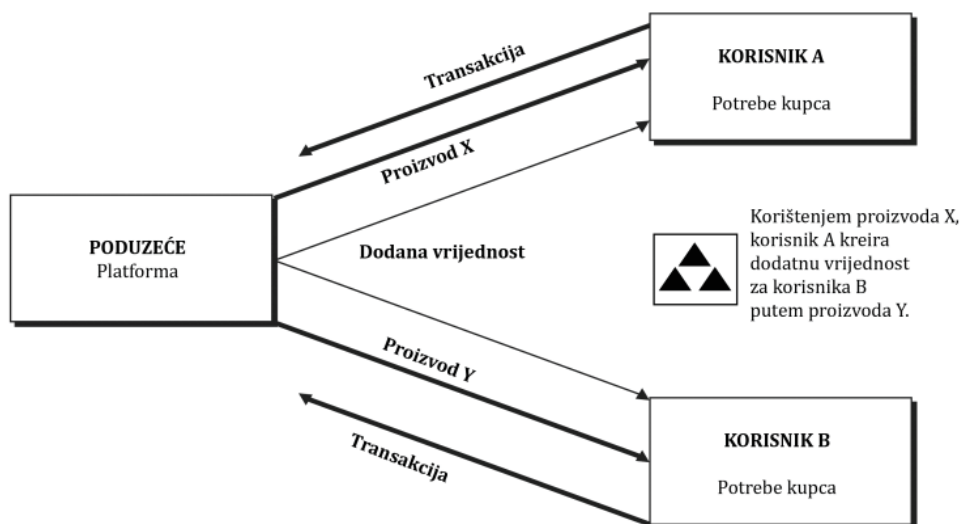 Transakcija
Proizvod X
KORISNIK A
Potrebe kupca
PODUZEĆE
Platforma
Dodana vrijednost
Korištenjem proizvoda X,
korisnik A kreira
dodatnu vrijednost
za korisnika B
putem proizvoda Y.
Proizvod Y
Transakcija
KORISNIK B
Potrebe kupca